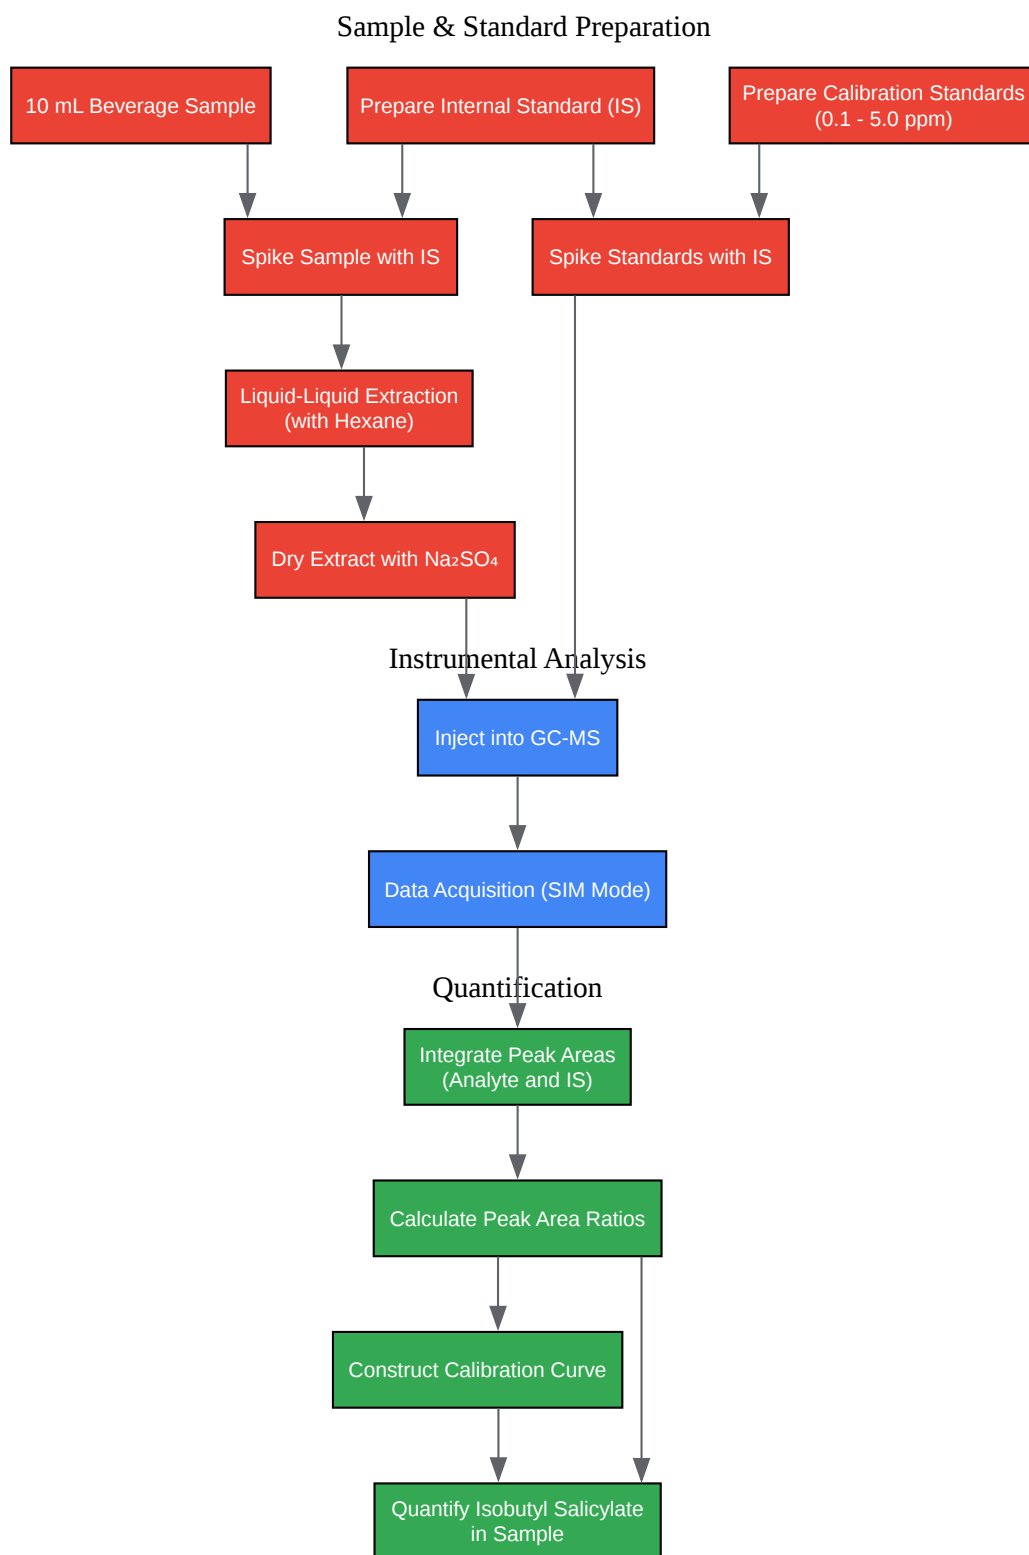 Sample & Standard Preparation
10 mL Beverage Sample
Prepare Internal Standard (IS)
Prepare Calibration Standards
(0.1 - 5.0 ppm)
Spike Sample with IS
Spike Standards with IS
Liquid-Liquid Extraction
(with Hexane)
Dry Extract with Na₂SO₄
Instrumental Analysis
Inject into GC-MS
Data Acquisition (SIM Mode)
Quantification
Integrate Peak Areas
(Analyte and IS)
Calculate Peak Area Ratios
Construct Calibration Curve
Quantify Isobutyl Salicylate
in Sample